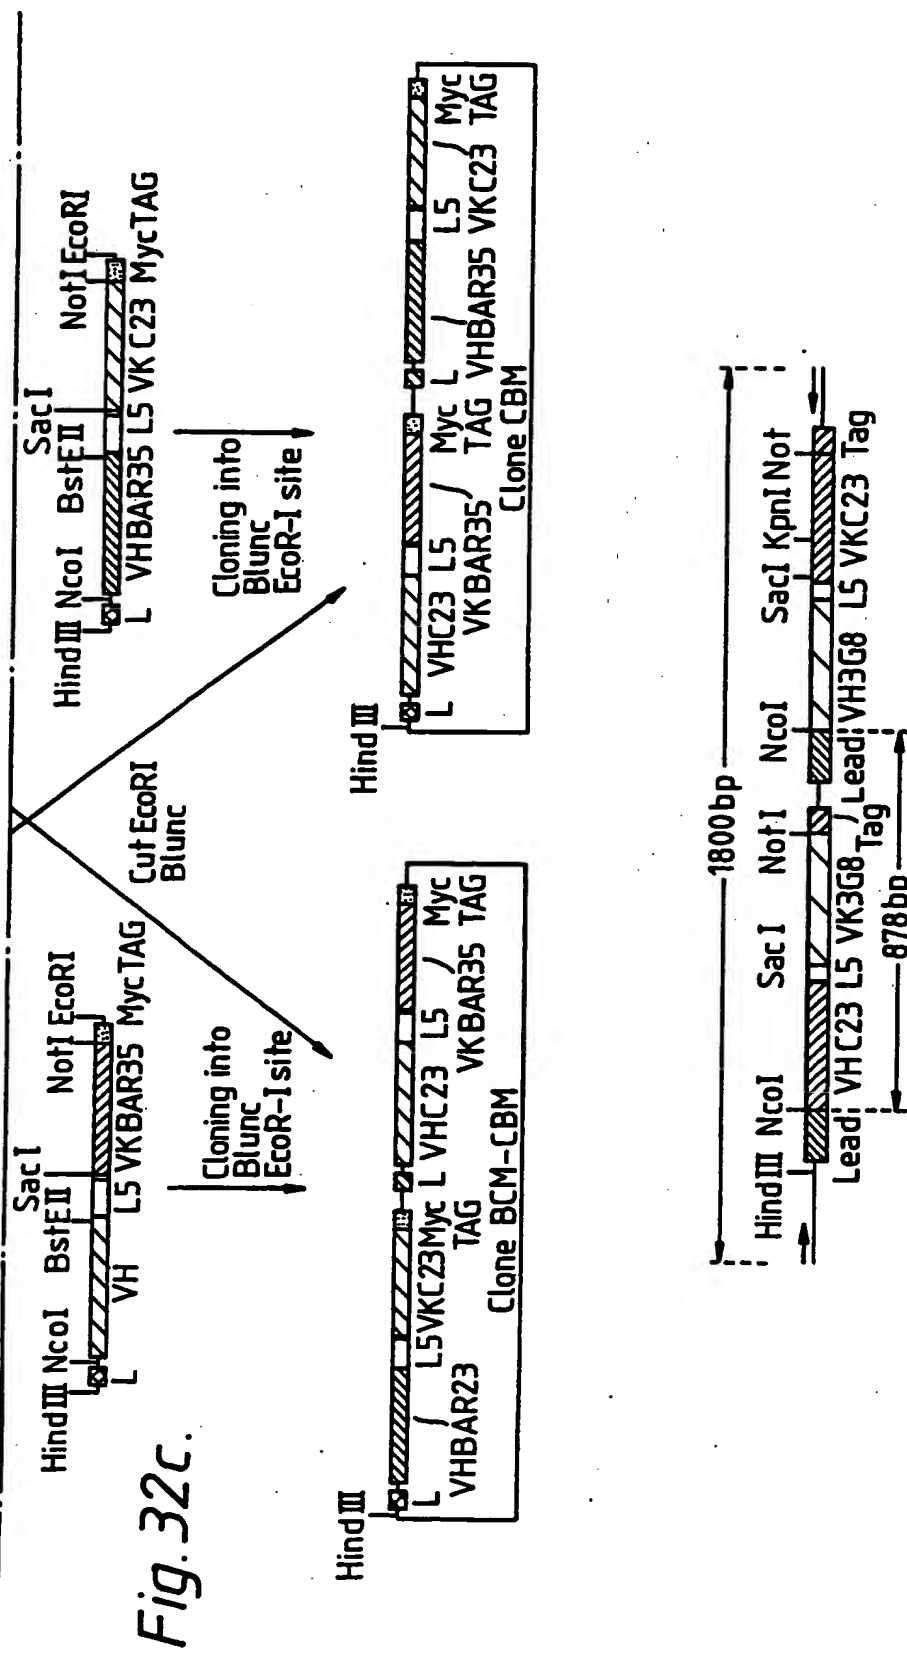 Fig.32c.
HindIII NcoI BstEII SacI NotI EcoRI
L VH L5 VKBAR35 MycTAG
Cloning into
Blunc
EcoR-I site
Cut EcoRI
Blunc
HindIII NcoI BstEII SacI NotI EcoRI
L VHBAR35 L5 VKC23 MycTAG
Cloning into
Blunc
EcoR-I site
HindIII
L L5VKC23Myc L VHC23 L5 Myc
VHBAR23 TAG VKBAR35 TAG
Clone BCM-CBM
HindIII
L VHC23 L5 Myc L L5 Myc
VKBAR35 TAG VHBAR35 VKC23 TAG
Clone CBM
1800bp
HindIII NcoI SacI NotI NcoI SacI KpnI Not
Lead VHC23 L5 VK3G8 Tag Lead VH3G8 L5 VKC23 Tag
878bp